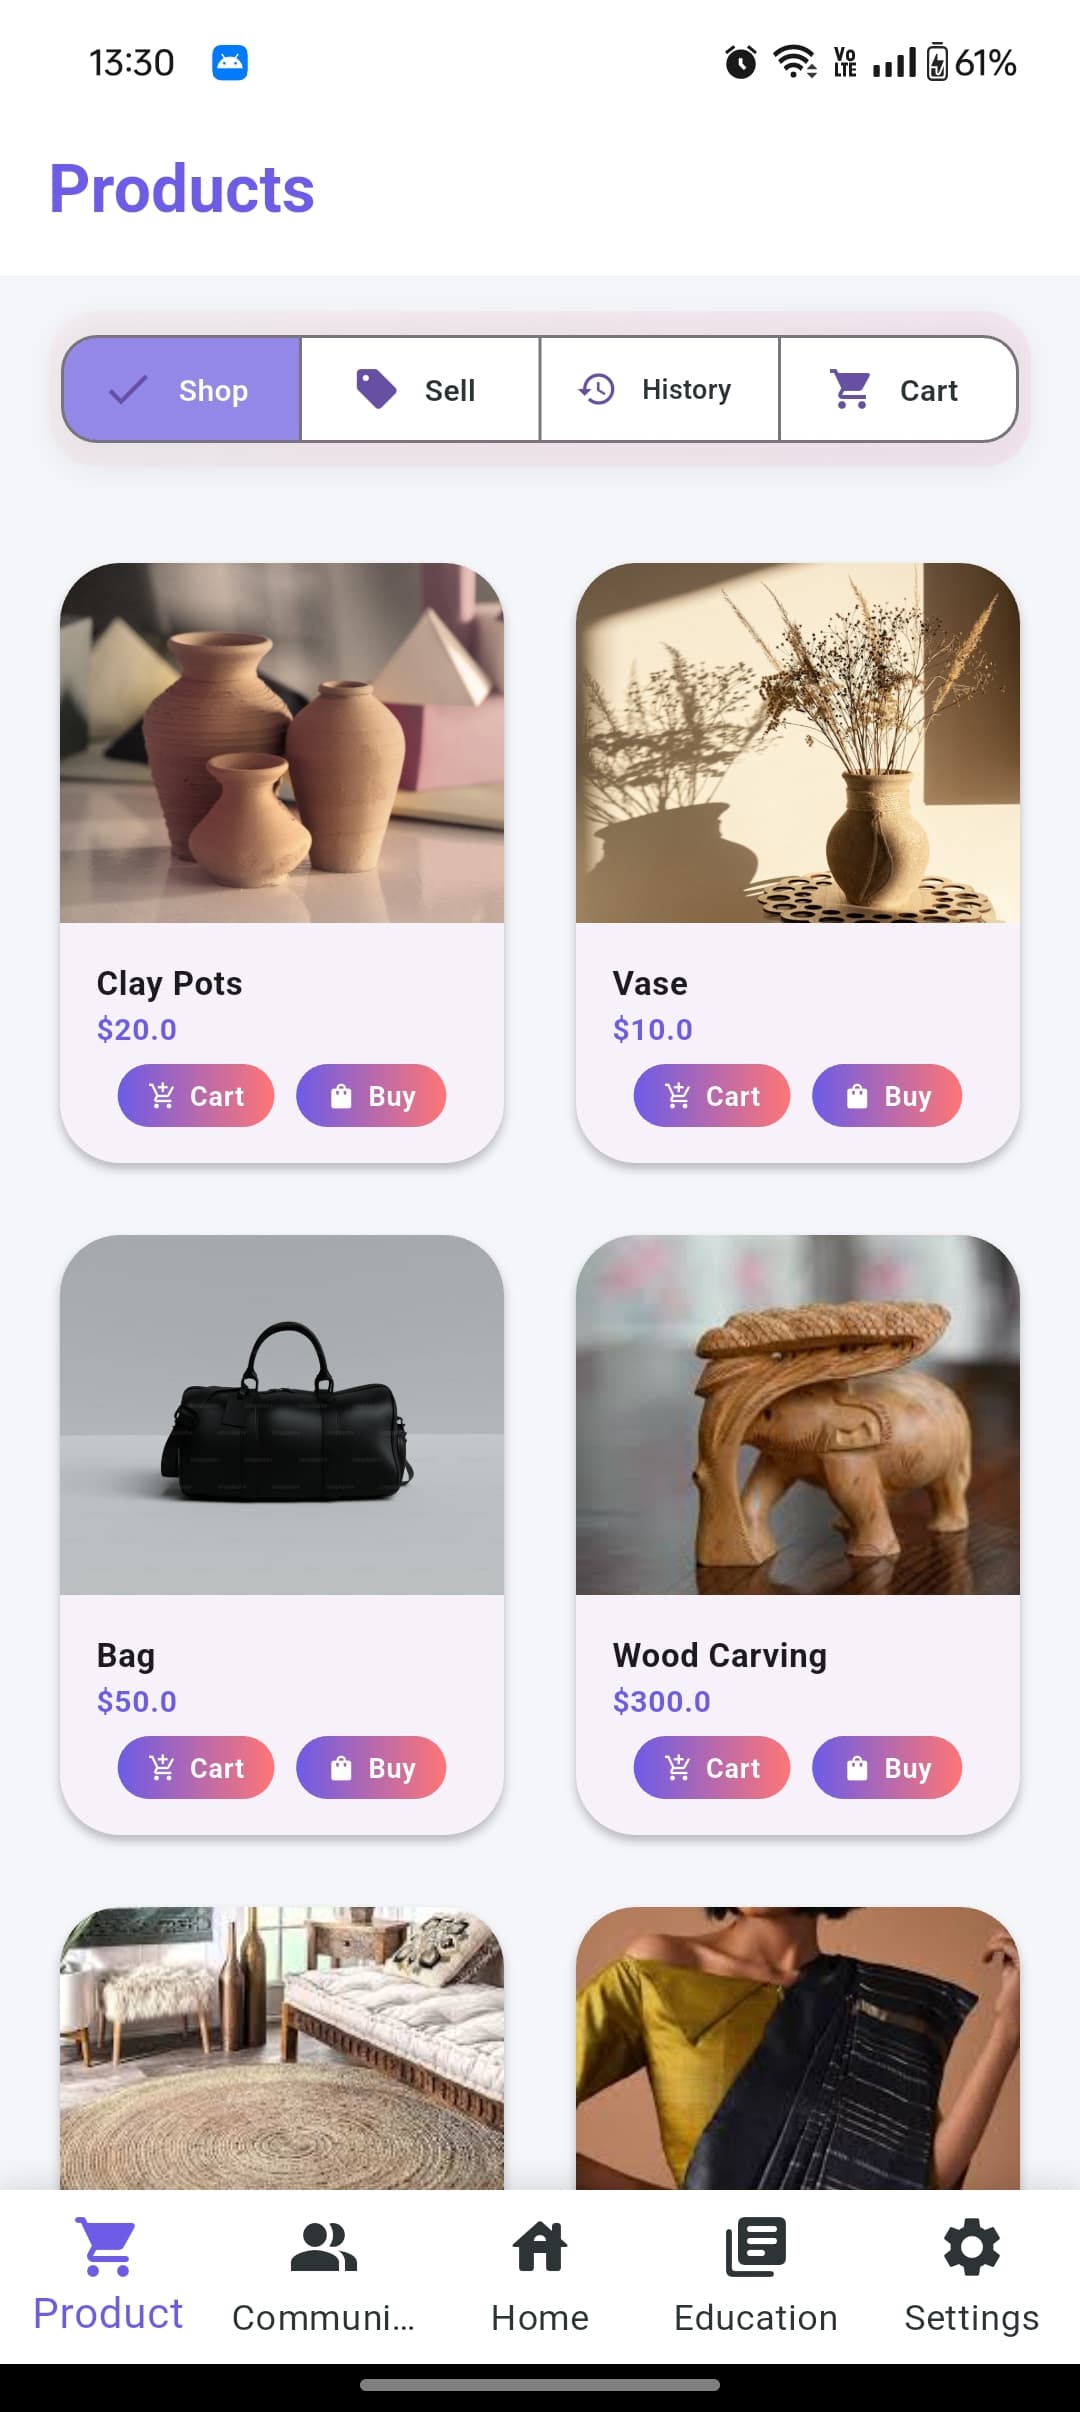 13:30 Vo LTE 61%
Products
Shop Sell History Cart
Clay Pots
$20.0
Cart Buy
Vase
$10.0
Cart Buy
Bag
$50.0
Cart Buy
Wood Carving
$300.0
Cart Buy
Product Communi... Home Education Settings